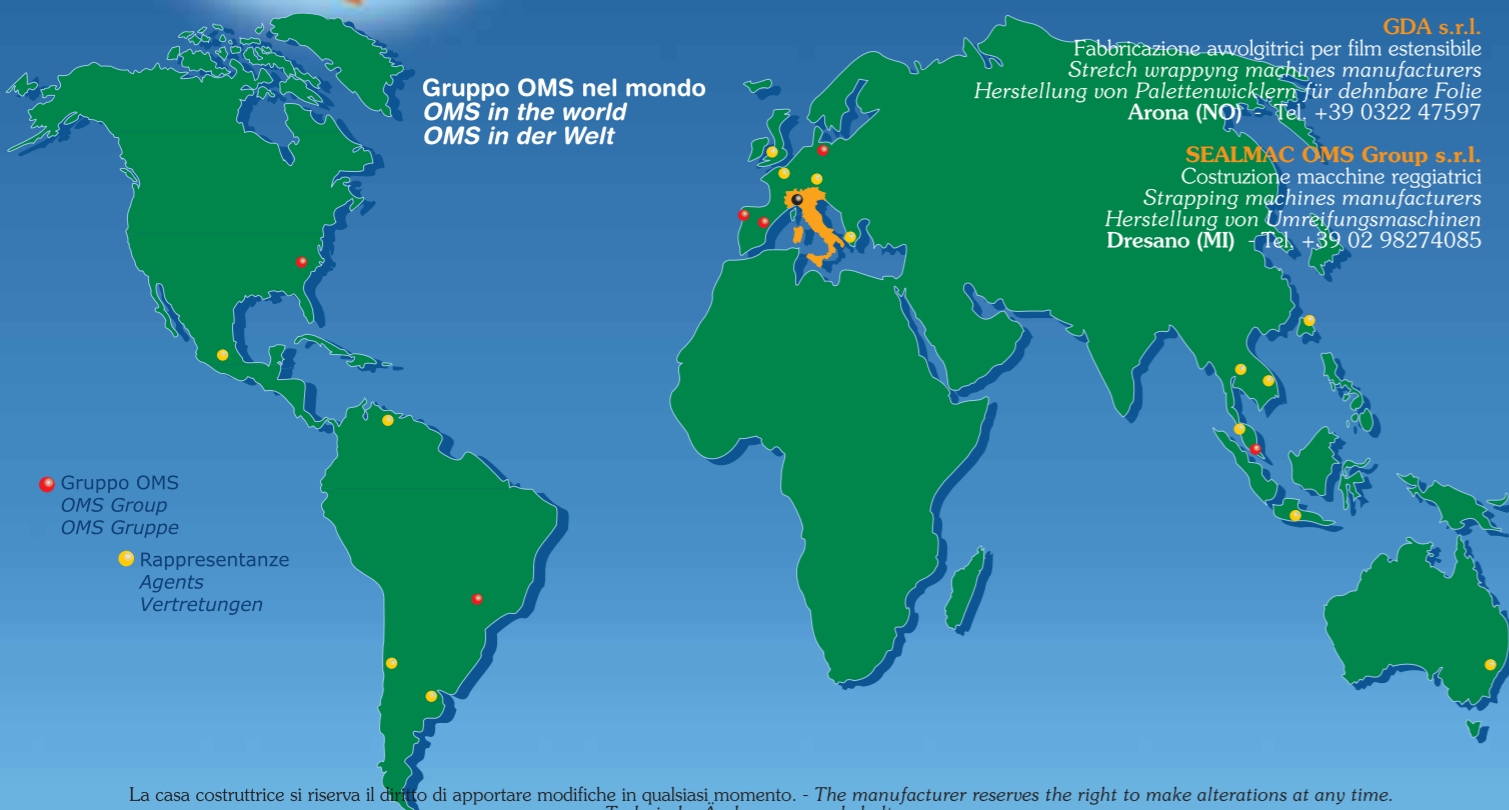 Gruppo OMS nel mondo
OMS in the world
OMS in der Welt
GDA s.r.l.
Fabbricazione avvolgitrici per film estensibile
Stretch wrappyng machines manufacturers
Herstellung von Palettenwicklern für dehnbare Folie
Arona (NO) - Tel. +39 0322 47597
SEALMAC OMS Group s.r.l.
Costruzione macchine reggiatrici
Strapping machines manufacturers
Herstellung von Umreifungsmaschinen
Dresano (MI) - Tel. +39 02 98274085
Gruppo OMS
OMS Group
OMS Gruppe
Rappresentanze
Agents
Vertretungen
La casa costruttrice si riserva il diritto di apportare modifiche in qualsiasi momento. - The manufacturer reserves the right to make alterations at any time.